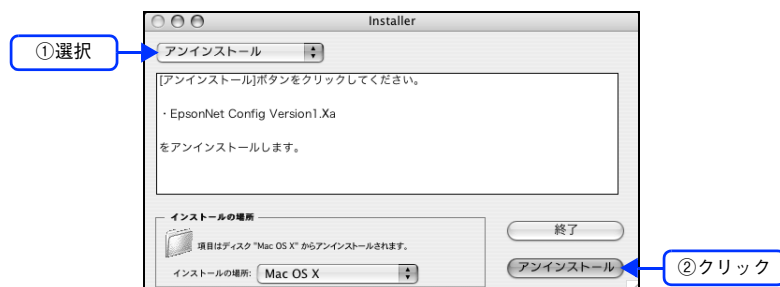 Installer
①選択
アンインストール
[アンインストール]ボタンをクリックしてください。
・EpsonNet Config Version1.Xa
をアンインストールします。
インストールの場所
項目はディスク "Mac OS X" からアンインストールされます。
インストールの場所: Mac OS X
終了
アンインストール
②クリック